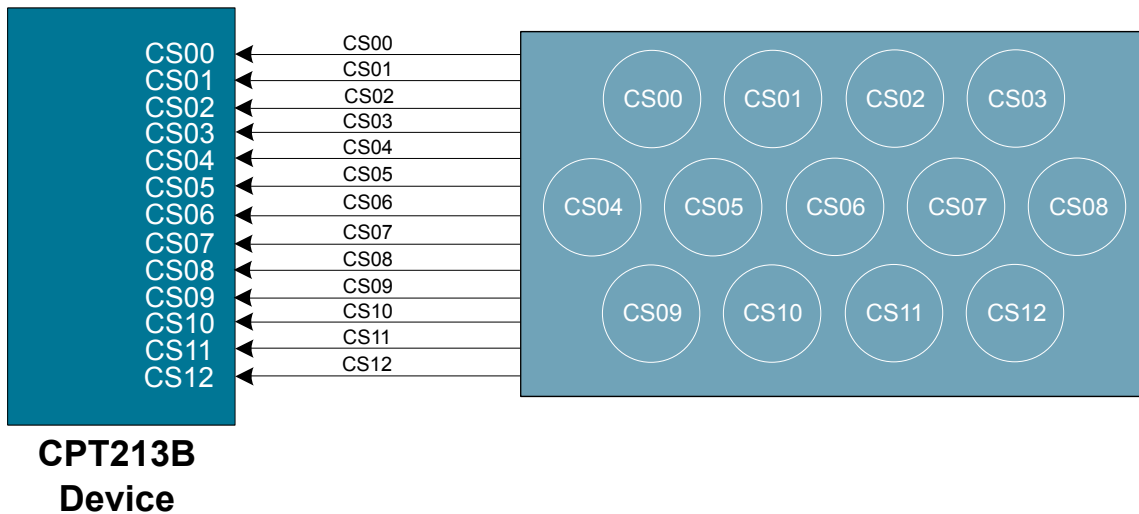 CS00
CS01
CS02
CS03
CS04
CS05
CS06
CS07
CS08
CS09
CS10
CS11
CS12
CPT213B
Device
CS00
CS01
CS02
CS03
CS04
CS05
CS06
CS07
CS08
CS09
CS10
CS11
CS12
CS00 CS01 CS02 CS03
CS04 CS05 CS06 CS07 CS08
CS09 CS10 CS11 CS12